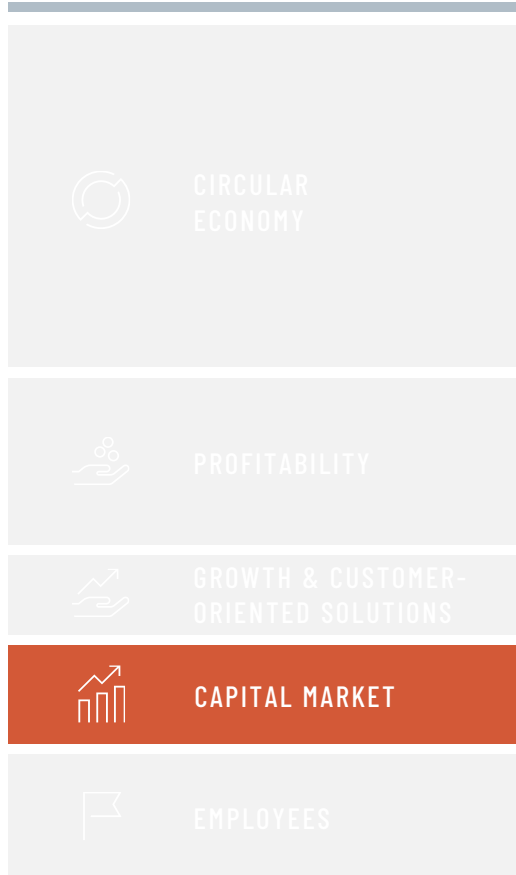 CIRCULAR
ECONOMY
PROFITABILITY
GROWTH & CUSTOMER-
ORIENTED SOLUTIONS
CAPITAL MARKET
EMPLOYEES